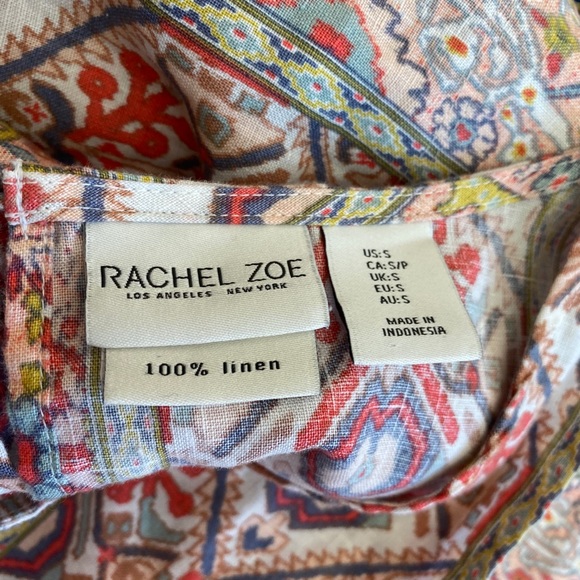 RACHEL ZOE
LOS ANGELES NEW YORK
100% linen
US:S
CA:S/P
UK:S
EU:S
AU:S
MADE IN
INDONESIA